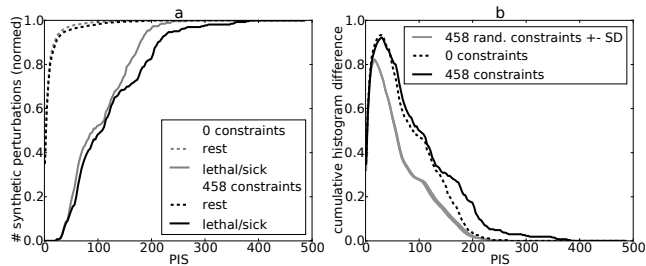 a
# synthetic perturbations (normed)
1.0
0.8
0.6
0.4
0.2
0.0
0 constraints
rest
lethal/sick
458 constraints
rest
lethal/sick
0 100 200 300 400 500
PIS
b
cumulative histogram difference
1.0
0.8
0.6
0.4
0.2
0.0
458 rand. constraints +- SD
0 constraints
458 constraints
0 100 200 300 400 500
PIS